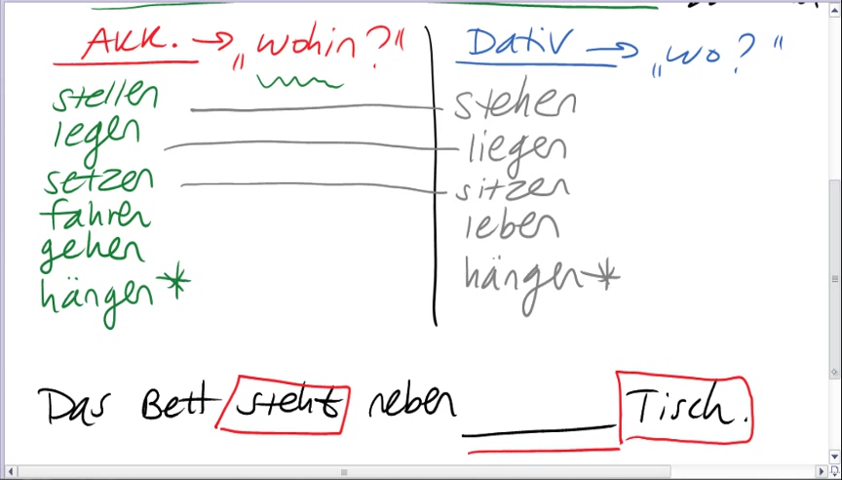 Akk. → „Wohin?“
Dativ → „Wo?“
stellen
legen
setzen
fahren
gehen
hängen*
stehen
liegen
sitzen
leben
hängen*
Das Bett steht neben ______ Tisch.